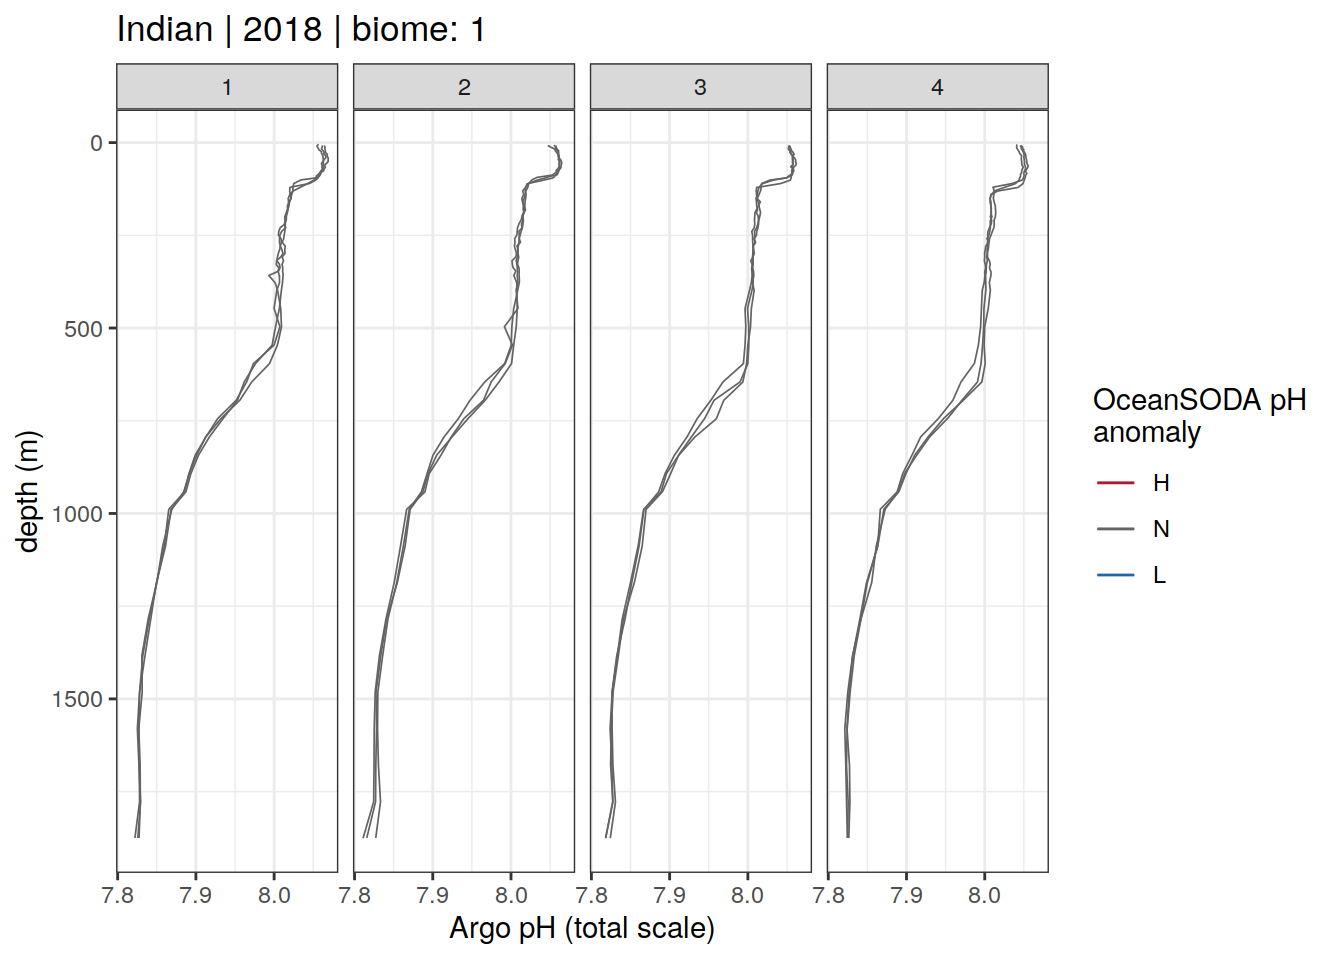 Indian | 2018 | biome: 1
1
2
3
4
0
500
1000
1500
depth (m)
7.8 7.9 8.0 7.8 7.9 8.0 7.8 7.9 8.0 7.8 7.9 8.0
Argo pH (total scale)
OceanSODA pH
anomaly
H
N
L